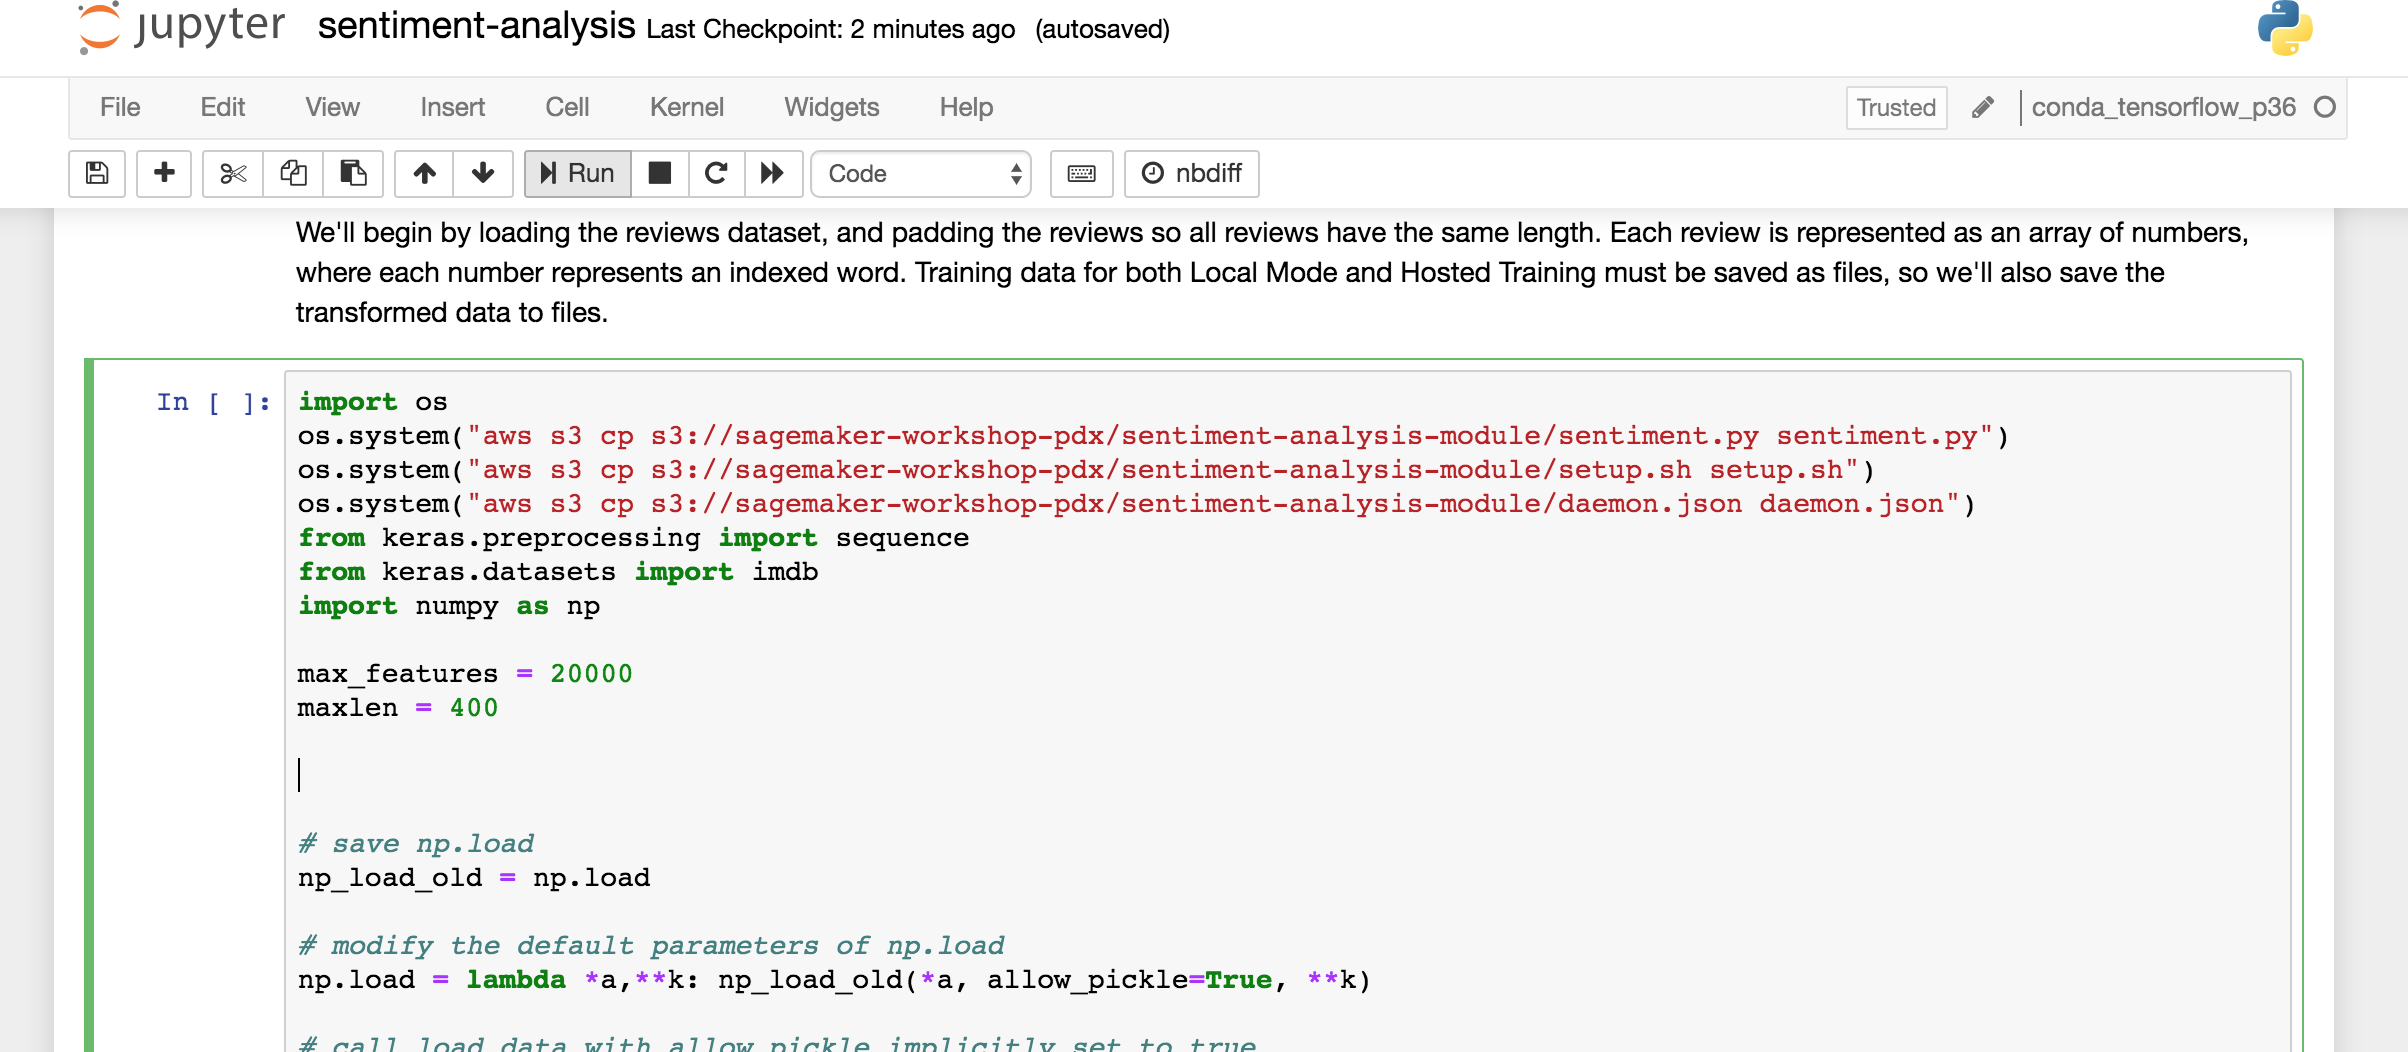 jupyter sentiment-analysis Last Checkpoint: 2 minutes ago (autosaved)
File Edit View Insert Cell Kernel Widgets Help Trusted conda_tensorflow_p36
Run Code nbdiff
We'll begin by loading the reviews dataset, and padding the reviews so all reviews have the same length. Each review is represented as an array of numbers,
where each number represents an indexed word. Training data for both Local Mode and Hosted Training must be saved as files, so we'll also save the
transformed data to files.
In [ ]: import os
os.system("aws s3 cp s3://sagemaker-workshop-pdx/sentiment-analysis-module/sentiment.py sentiment.py")
os.system("aws s3 cp s3://sagemaker-workshop-pdx/sentiment-analysis-module/setup.sh setup.sh")
os.system("aws s3 cp s3://sagemaker-workshop-pdx/sentiment-analysis-module/daemon.json daemon.json")
from keras.preprocessing import sequence
from keras.datasets import imdb
import numpy as np
max_features = 20000
maxlen = 400
# save np.load
np_load_old = np.load
# modify the default parameters of np.load
np.load = lambda *a,**k: np_load_old(*a, allow_pickle=True, **k)
# call load_data with allow_pickle implicitly set to true